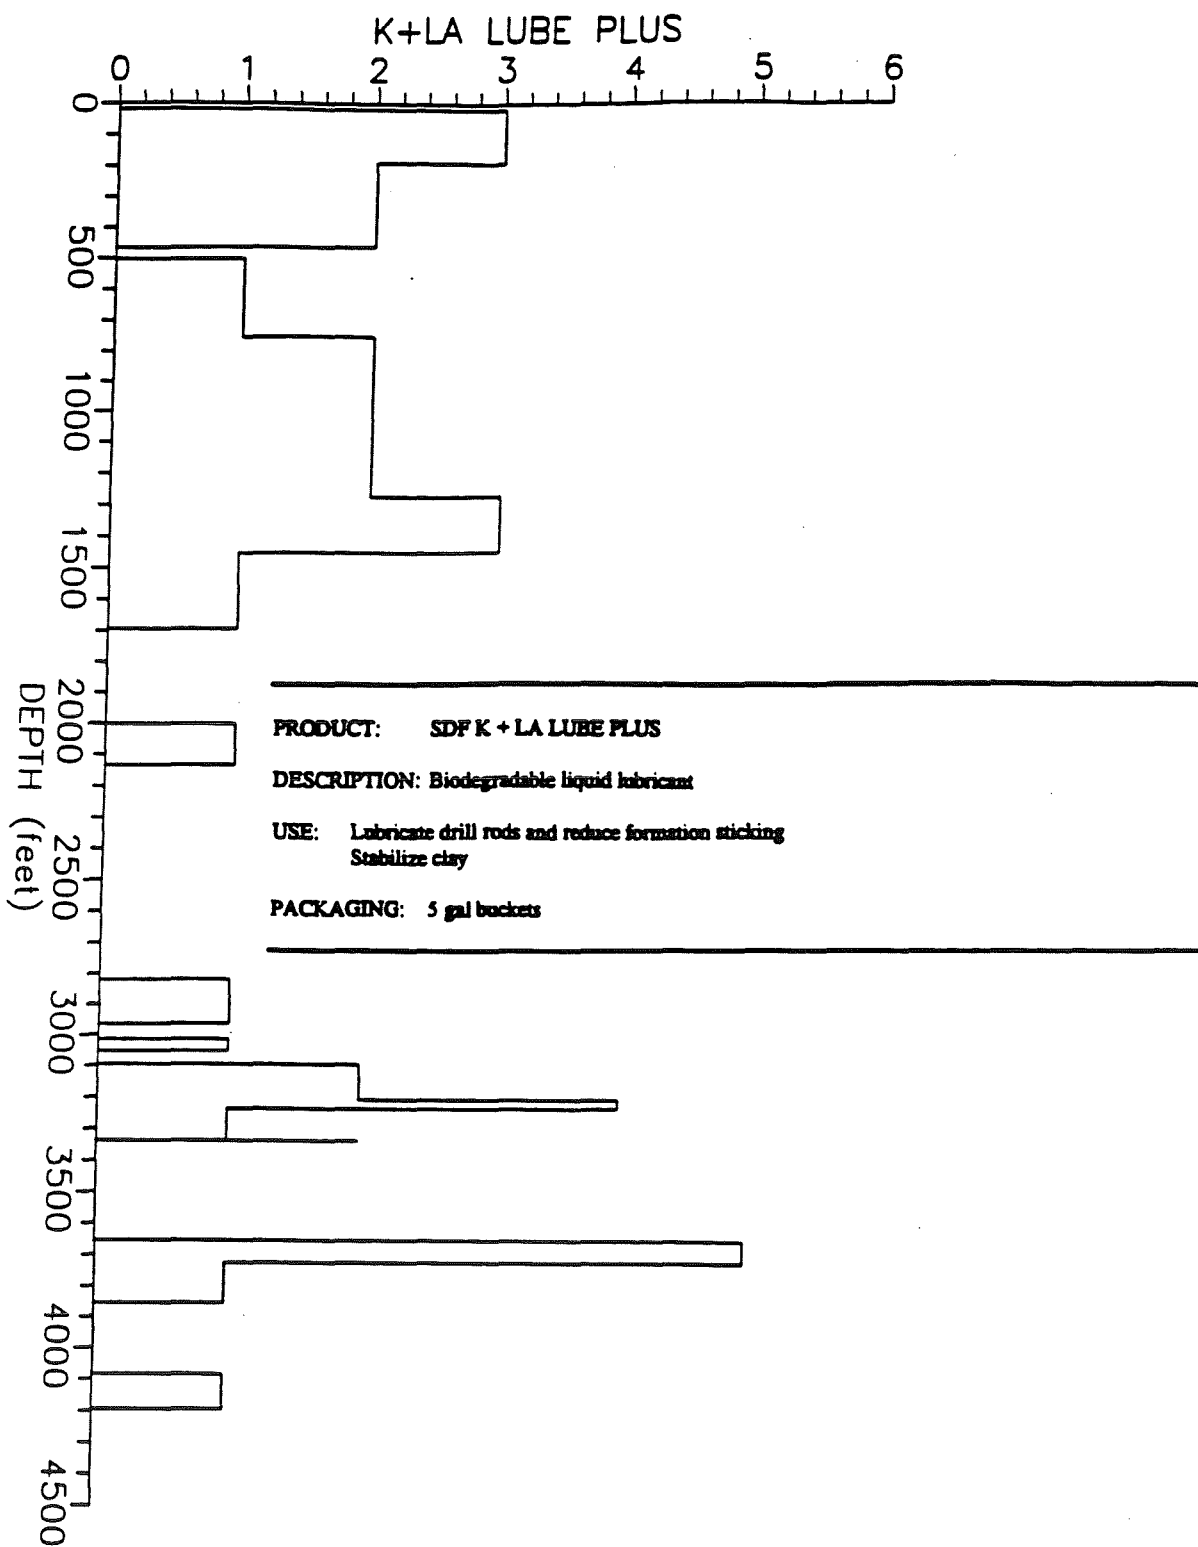 K+LA LUBE PLUS
0 1 2 3 4 5 6
0
500
1000
1500
2000
2500
3000
3500
4000
4500
DEPTH (feet)
PRODUCT: SDF K + LA LUBE PLUS
DESCRIPTION: Biodegradable liquid lubricant
USE: Lubricate drill rods and reduce formation sticking
Stabilize clay
PACKAGING: 5 gal buckets